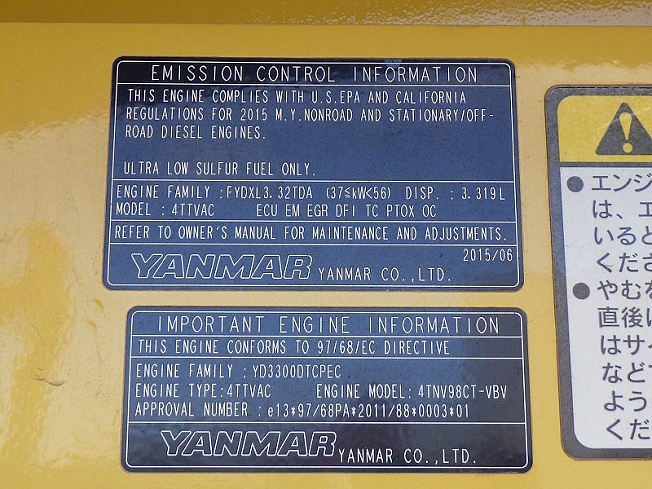 EMISSION CONTROL INFORMATION
THIS ENGINE COMPLIES WITH U.S.EPA AND CALIFORNIA
REGULATIONS FOR 2015 M.Y.NONROAD AND STATIONARY/OFF-
ROAD DIESEL ENGINES.
ULTRA LOW SULFUR FUEL ONLY.
ENGINE FAMILY :FYDXL3.32TDA (37≤kW<56) DISP. : 3.319L
MODEL : 4TTVAC ECU EM EGR DFI TC PTOX OC
REFER TO OWNER'S MANUAL FOR MAINTENANCE AND ADJUSTMENTS.
2015/06
YANMAR YANMAR CO.,LTD.
IMPORTANT ENGINE INFORMATION
THIS ENGINE CONFORMS TO 97/68/EC DIRECTIVE
ENGINE FAMILY : YD3300DTCPEC
ENGINE TYPE:4TTVAC ENGINE MODEL: 4TNV98CT-VBV
APPROVAL NUMBER : e13*97/68PA*2011/88*0003*01
YANMAR YANMAR CO.,LTD.
●エンジ
は、エ
いると
くださ
●やむを
直後に
はサイ
などて
よう
くだ